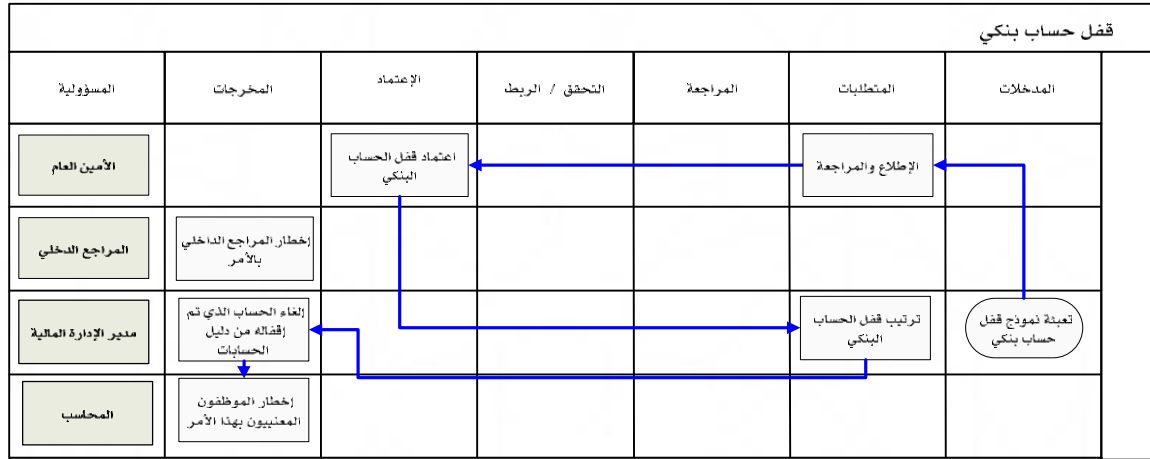 قفل حساب بنكي
المدخلات
المتطلبات
المراجعة
التحقق / الربط
الإعتماد
المخرجات
المسؤولية
الإطلاع والمراجعة
اعتماد قفل الحساب
البنكي
الأمين العام
إخطار المراجع الداخلي
بالأمر
المراجع الدخلي
تعبئة نموذج قفل
حساب بنكي
ترتيب قفل الحساب
البنكي
إلغاء الحساب الذي تم
إقفاله من دليل
الحسابات
مدير الإدارة المالية
إخطار الموظفون
المعنييون بهذا الأمر
المحاسب